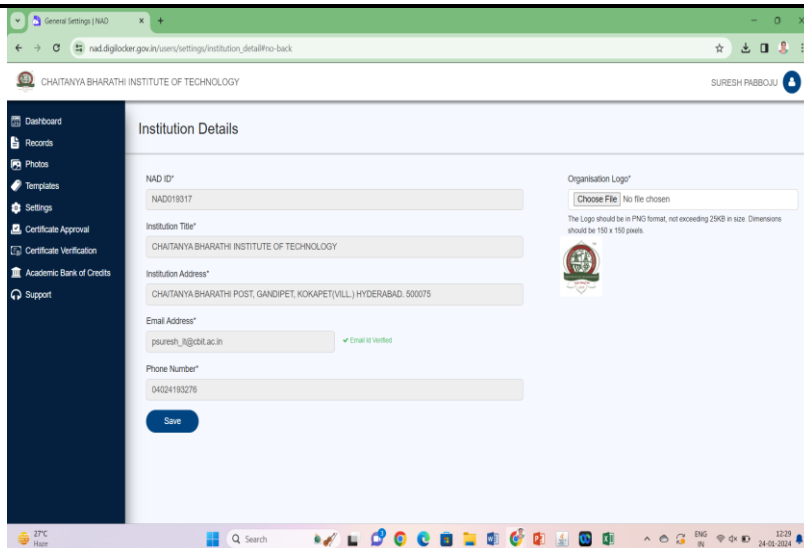 General Settings | NAD
nad.digilocker.gov.in/users/settings/institution_detail#no-back
CHAITANYA BHARATHI INSTITUTE OF TECHNOLOGY
SURESH PABBOJU
Dashboard
Records
Photos
Templates
Settings
Certificate Approval
Certificate Verification
Academic Bank of Credits
Support
Institution Details
NAD ID*
NAD019317
Institution Title*
CHAITANYA BHARATHI INSTITUTE OF TECHNOLOGY
Institution Address*
CHAITANYA BHARATHI POST, GANDIPET, KOKAPET(VILL.) HYDERABAD. 500075
Email Address*
psuresh_it@cbit.ac.in
Email Id Verified
Phone Number*
04024193276
Save
Organisation Logo*
Choose File No file chosen
The Logo should be in PNG format, not exceeding 25KB in size. Dimensions
should be 150 x 150 pixels.
27°C
Haze
Search
ENG
IN
12:29
24-01-2024